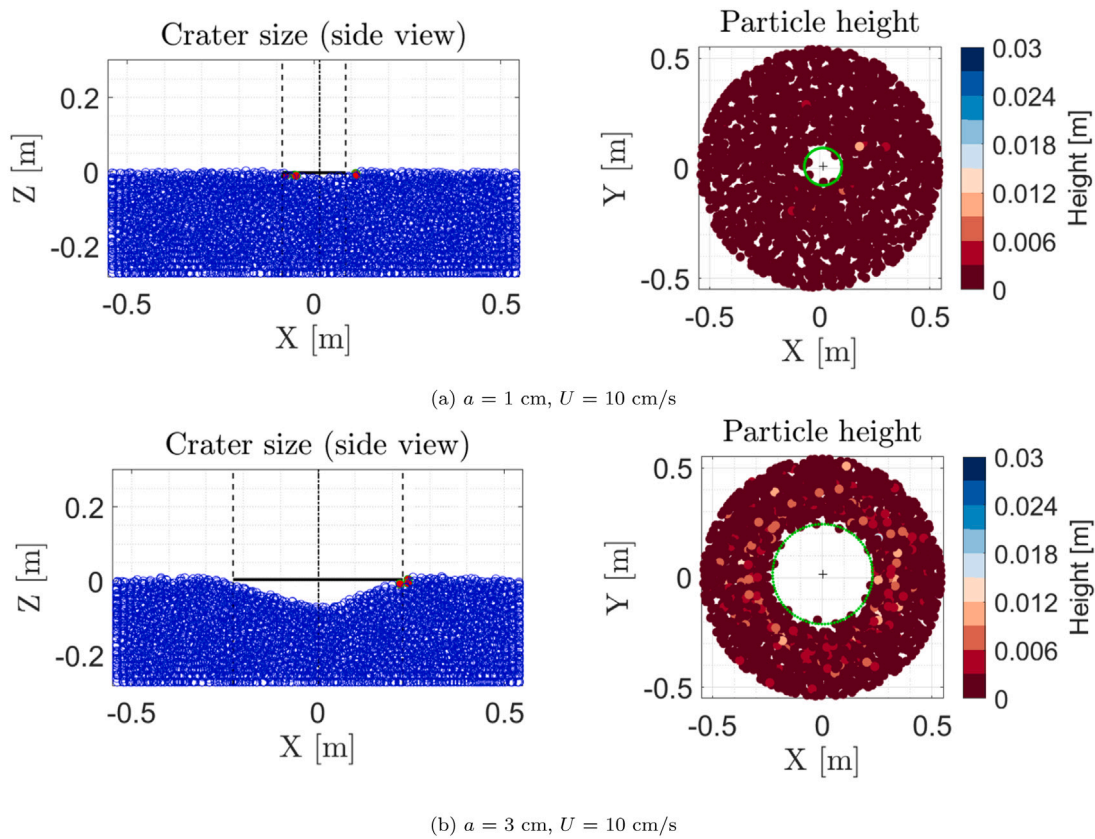 Crater size (side view)
Particle height
Z [m]
0.2
0
-0.2
-0.5
0
0.5
X [m]
Y [m]
0.5
0
-0.5
-0.5
0
0.5
X [m]
0.03
0.024
0.018
0.012
0.006
0
Height [m]
(a) a = 1 cm, U = 10 cm/s
Crater size (side view)
Particle height
Z [m]
0.2
0
-0.2
-0.5
0
0.5
X [m]
Y [m]
0.5
0
-0.5
-0.5
0
0.5
X [m]
0.03
0.024
0.018
0.012
0.006
0
Height [m]
(b) a = 3 cm, U = 10 cm/s